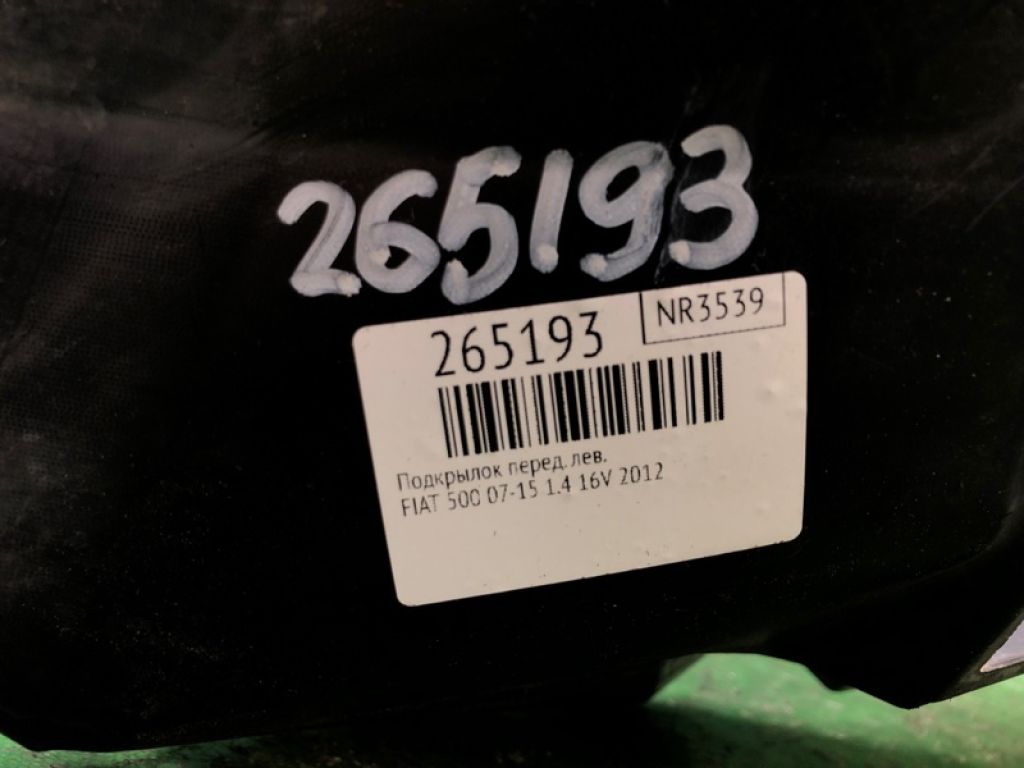 265193
265193
NR3539
Подкрылок перед. лев.
FIAT 500 07-15 1.4 16V 2012